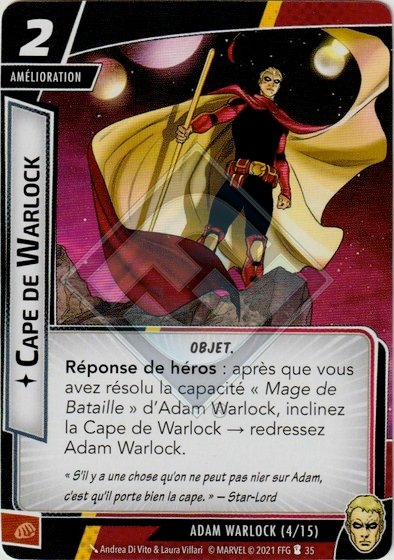 2
AMÉLIORATION
✦ CAPE DE WARLOCK
OBJET.
Réponse de héros : après que vous
avez résolu la capacité « Mage de
Bataille » d'Adam Warlock, inclinez
la Cape de Warlock → redressez
Adam Warlock.
« S'il y a une chose qu'on ne peut pas nier sur Adam,
c'est qu'il porte bien la cape. » – Star-Lord
ADAM WARLOCK (4/15)
Andrea Di Vito & Laura Villari © MARVEL © 2021 FFG 35